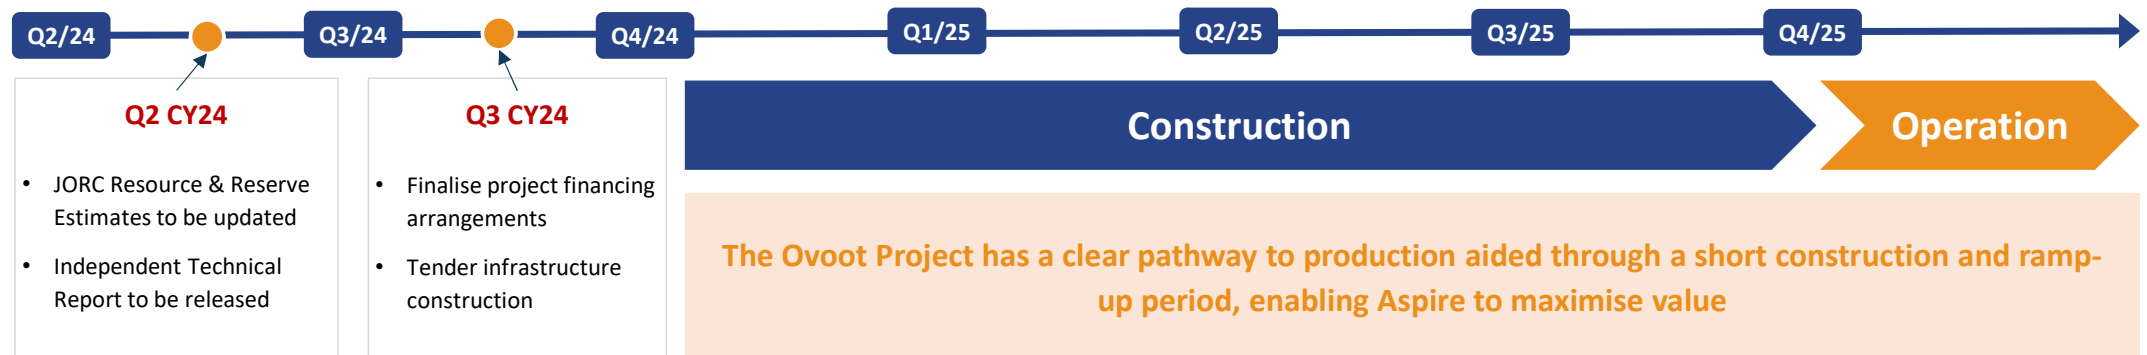 Q2/24
Q3/24
Q4/24
Q1/25
Q2/25
Q3/25
Q4/25
Q2 CY24
• JORC Resource & Reserve
Estimates to be updated
• Independent Technical
Report to be released
Q3 CY24
• Finalise project financing
arrangements
• Tender infrastructure
construction
Construction
Operation
The Ovoot Project has a clear pathway to production aided through a short construction and ramp-
up period, enabling Aspire to maximise value